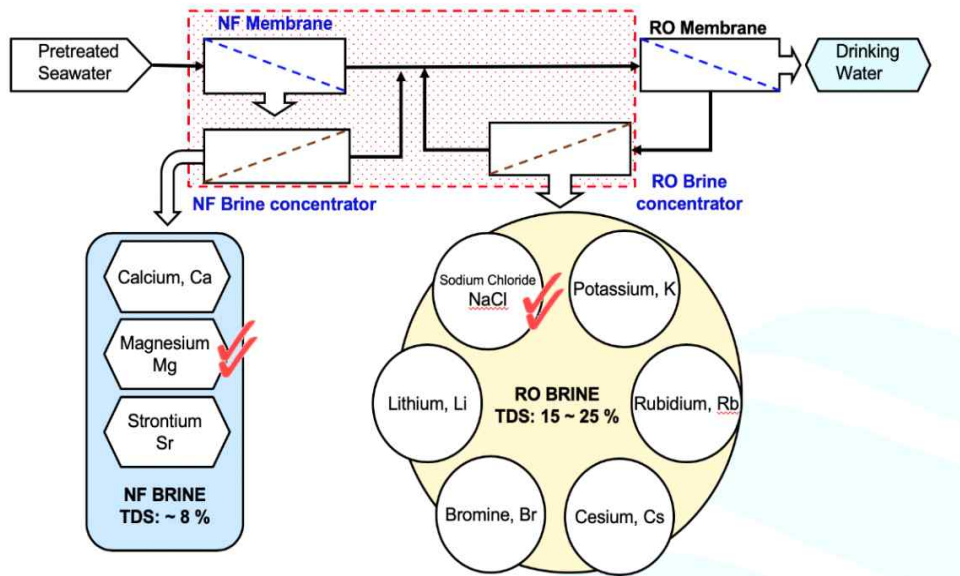 NF Membrane
RO Membrane
Pretreated
Seawater
Drinking
Water
NF Brine concentrator
RO Brine
concentrator
Calcium, Ca
Magnesium
Mg
Strontium
Sr
NF BRINE
TDS: ~ 8 %
Sodium Chloride
NaCl
Potassium, K
Lithium, Li
RO BRINE
TDS: 15 ~ 25 %
Rubidium, Rb
Bromine, Br
Cesium, Cs